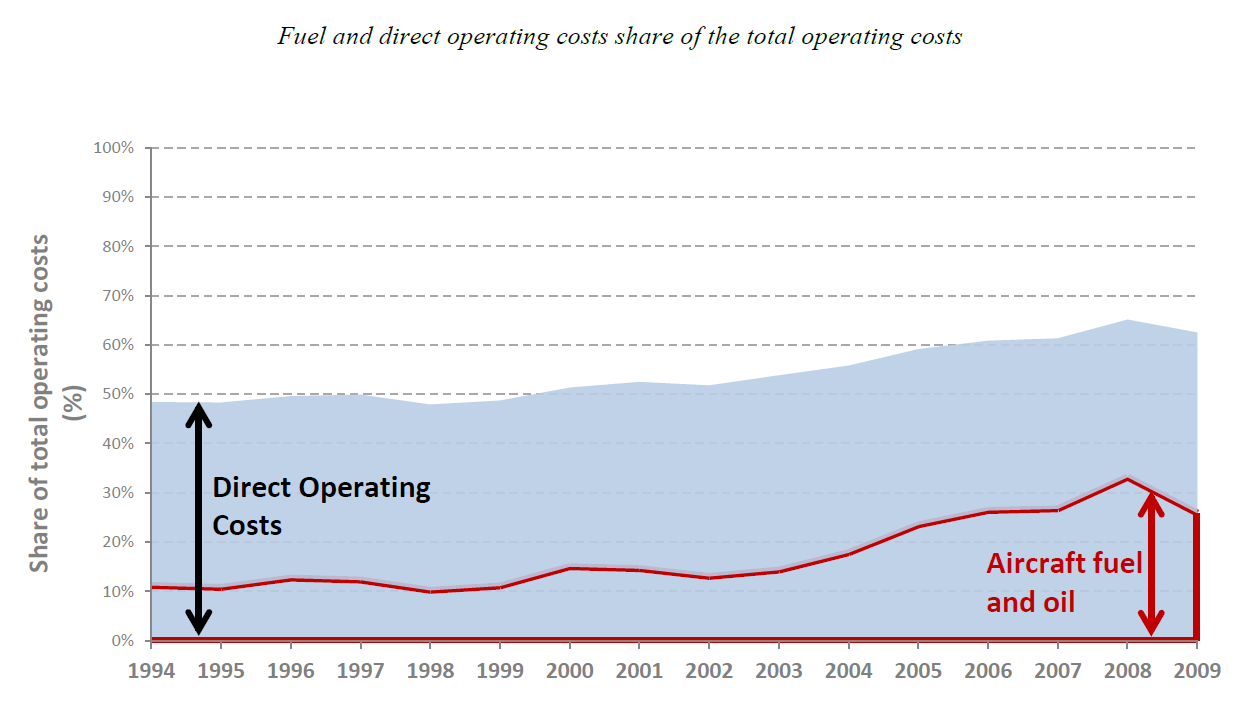 Fuel and direct operating costs share of the total operating costs
Share of total operating costs
(%)
100%
90%
80%
70%
60%
50%
40%
30%
20%
10%
0%
Direct Operating
Costs
Aircraft fuel
and oil
1994 1995 1996 1997 1998 1999 2000 2001 2002 2003 2004 2005 2006 2007 2008 2009